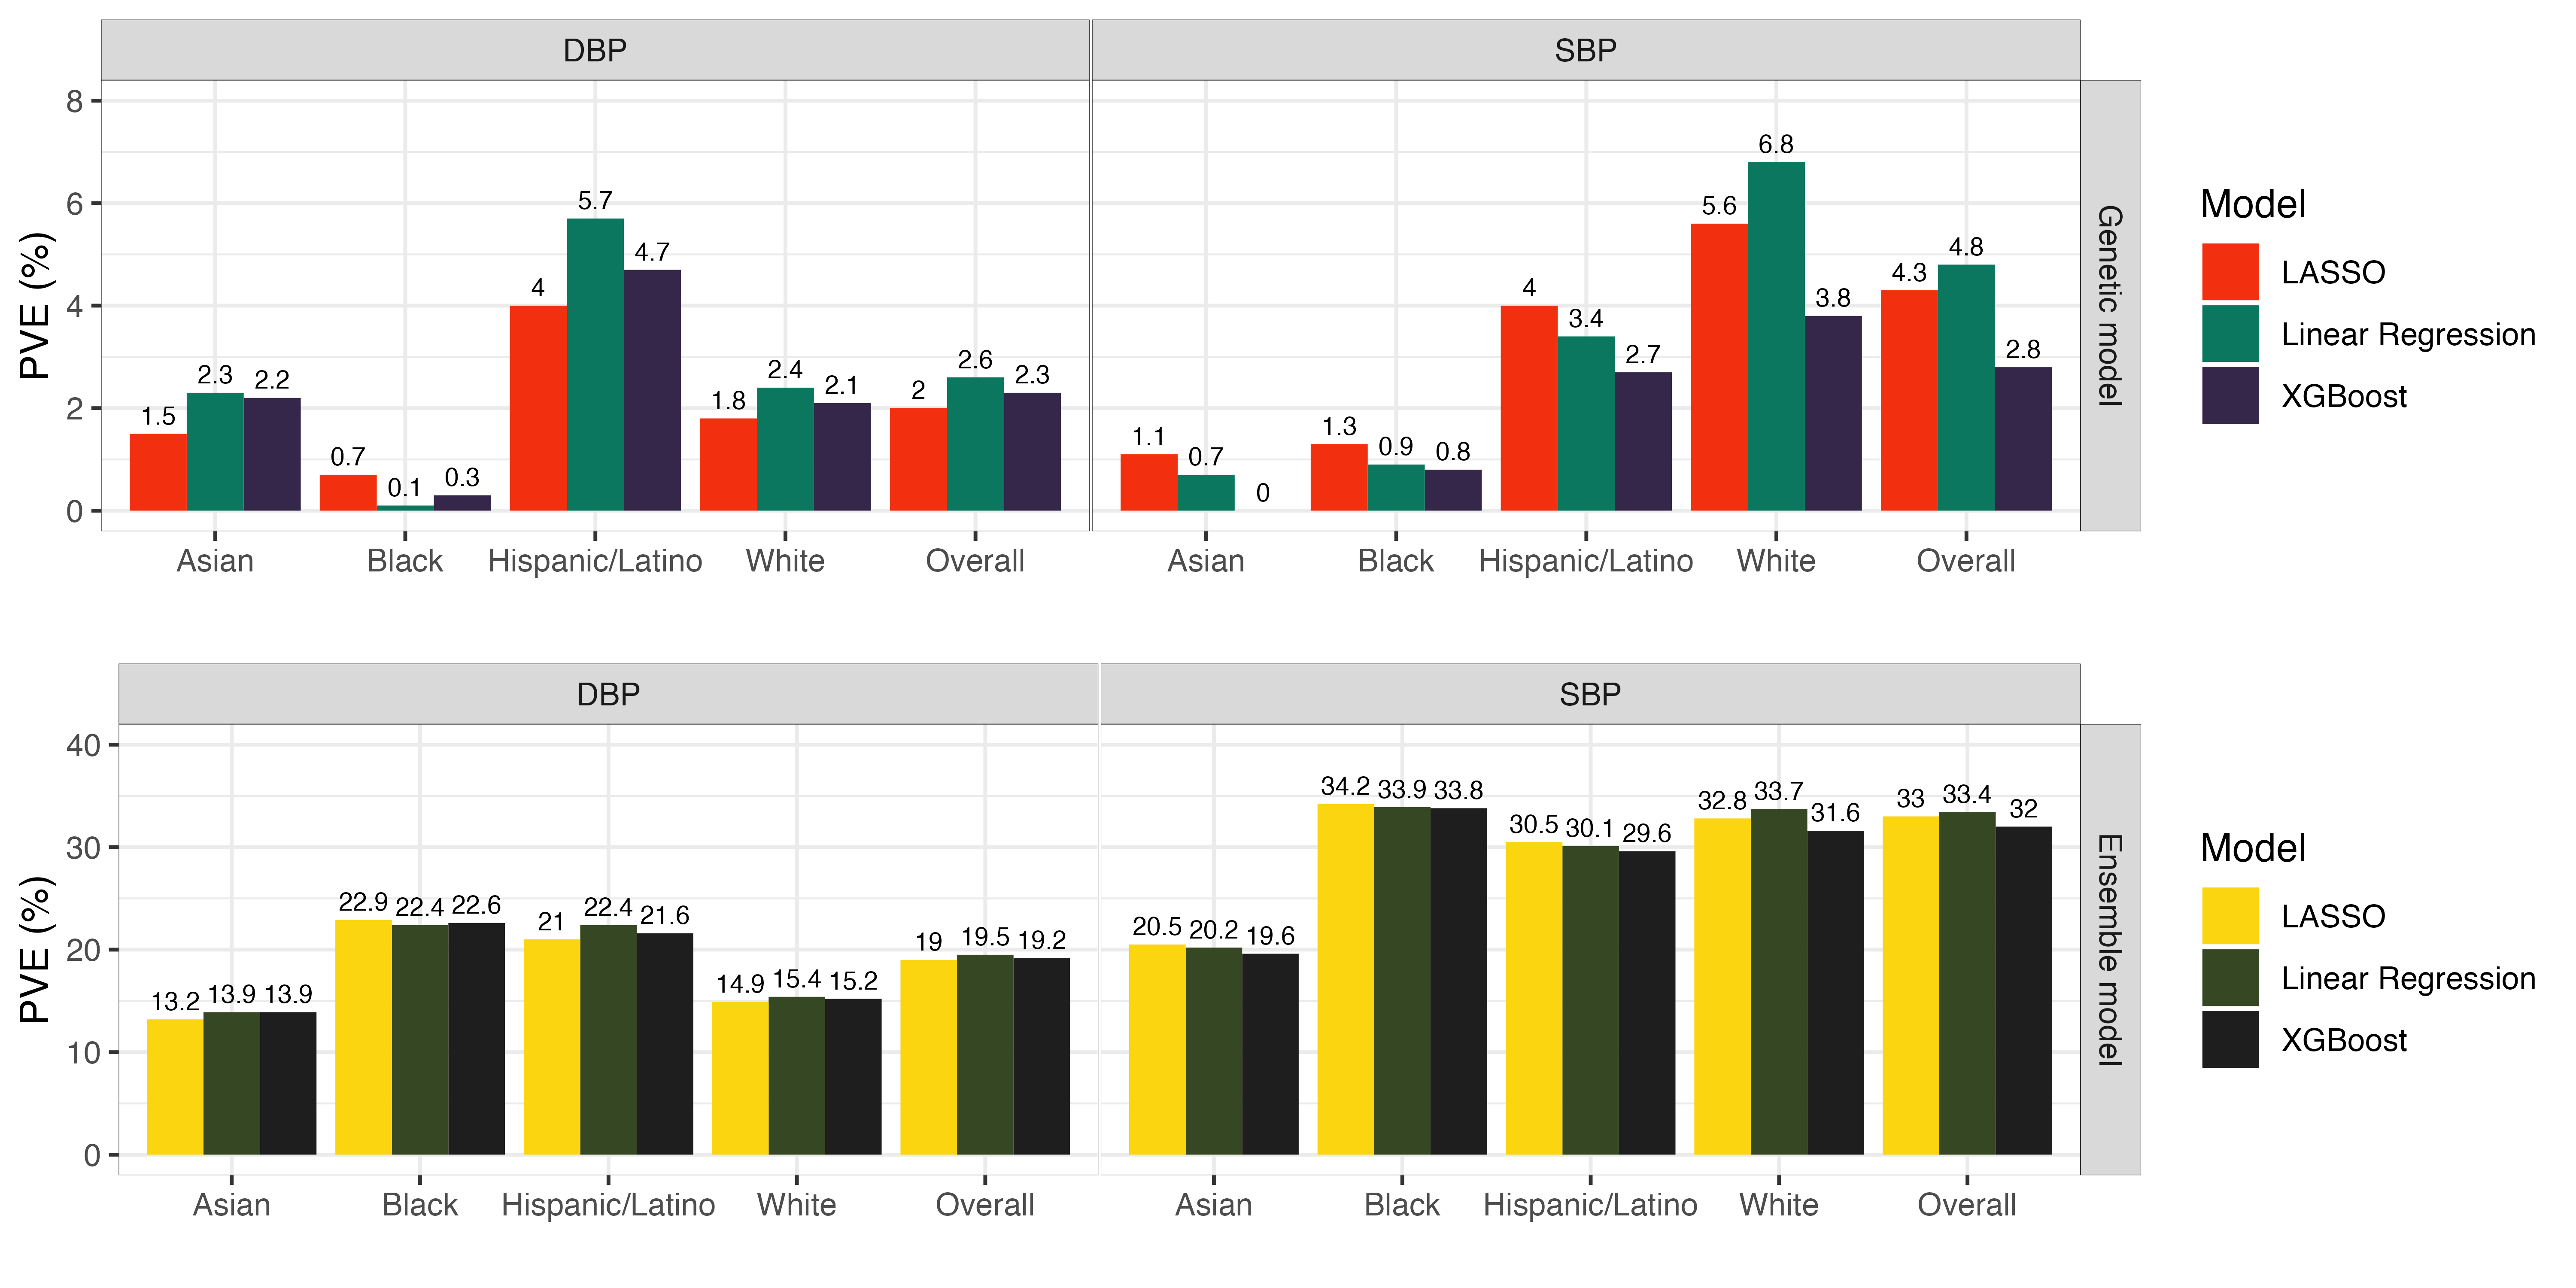 DBP
SBP
PVE (%)
8
6
4
2
0
1.5
2.3
2.2
0.7
0.1
0.3
4
5.7
4.7
1.8
2.4
2.1
2
2.6
2.3
1.1
0.7
0
1.3
0.9
0.8
4
3.4
2.7
5.6
6.8
3.8
4.3
4.8
2.8
Genetic model
Asian Black Hispanic/Latino White Overall
Asian Black Hispanic/Latino White Overall
Model
LASSO
Linear Regression
XGBoost
DBP
SBP
PVE (%)
40
30
20
10
0
13.2 13.9 13.9
22.9 22.4 22.6
21 22.4 21.6
14.9 15.4 15.2
19 19.5 19.2
20.5 20.2 19.6
34.2 33.9 33.8
30.5 30.1 29.6
32.8 33.7 31.6
33 33.4 32
Ensemble model
Asian Black Hispanic/Latino White Overall
Asian Black Hispanic/Latino White Overall
Model
LASSO
Linear Regression
XGBoost